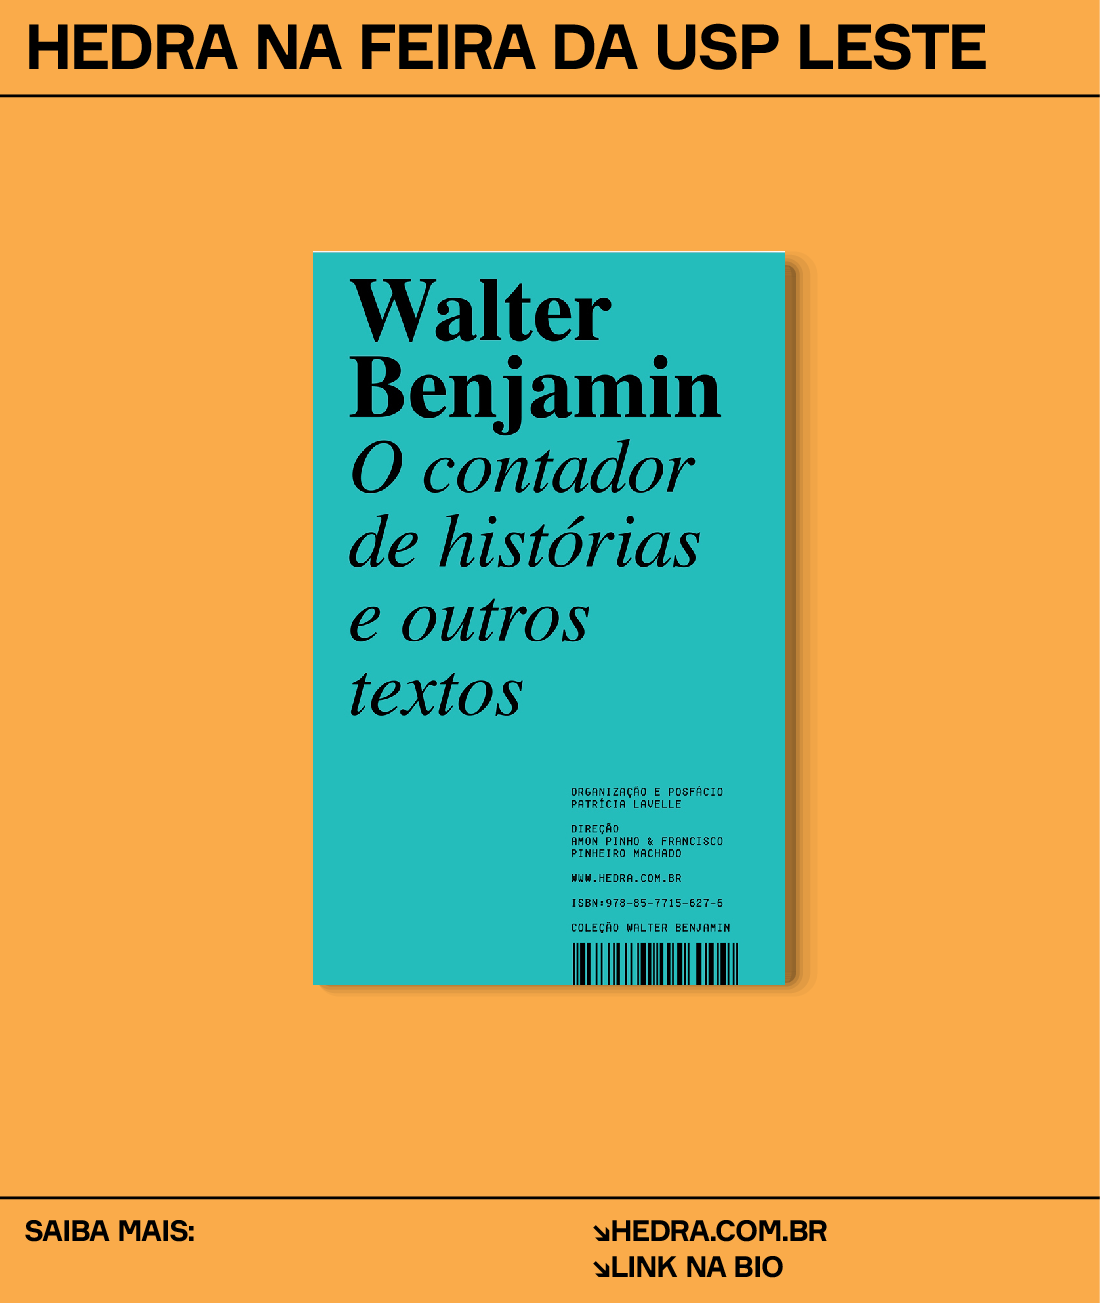 HEDRA NA FEIRA DA USP LESTE
Walter
Benjamin
O contador
de histórias
e outros
textos
ORGANIZAÇÃO E POSFÁCIO
PATRÍCIA LAVELLE
DIREÇÃO
AMON PINHO & FRANCISCO
PINHEIRO MACHADO
WWW.HEDRA.COM.BR
ISBN:978-85-7715-627-6
COLEÇÃO WALTER BENJAMIN
SAIBA MAIS:
↘HEDRA.COM.BR
↘LINK NA BIO